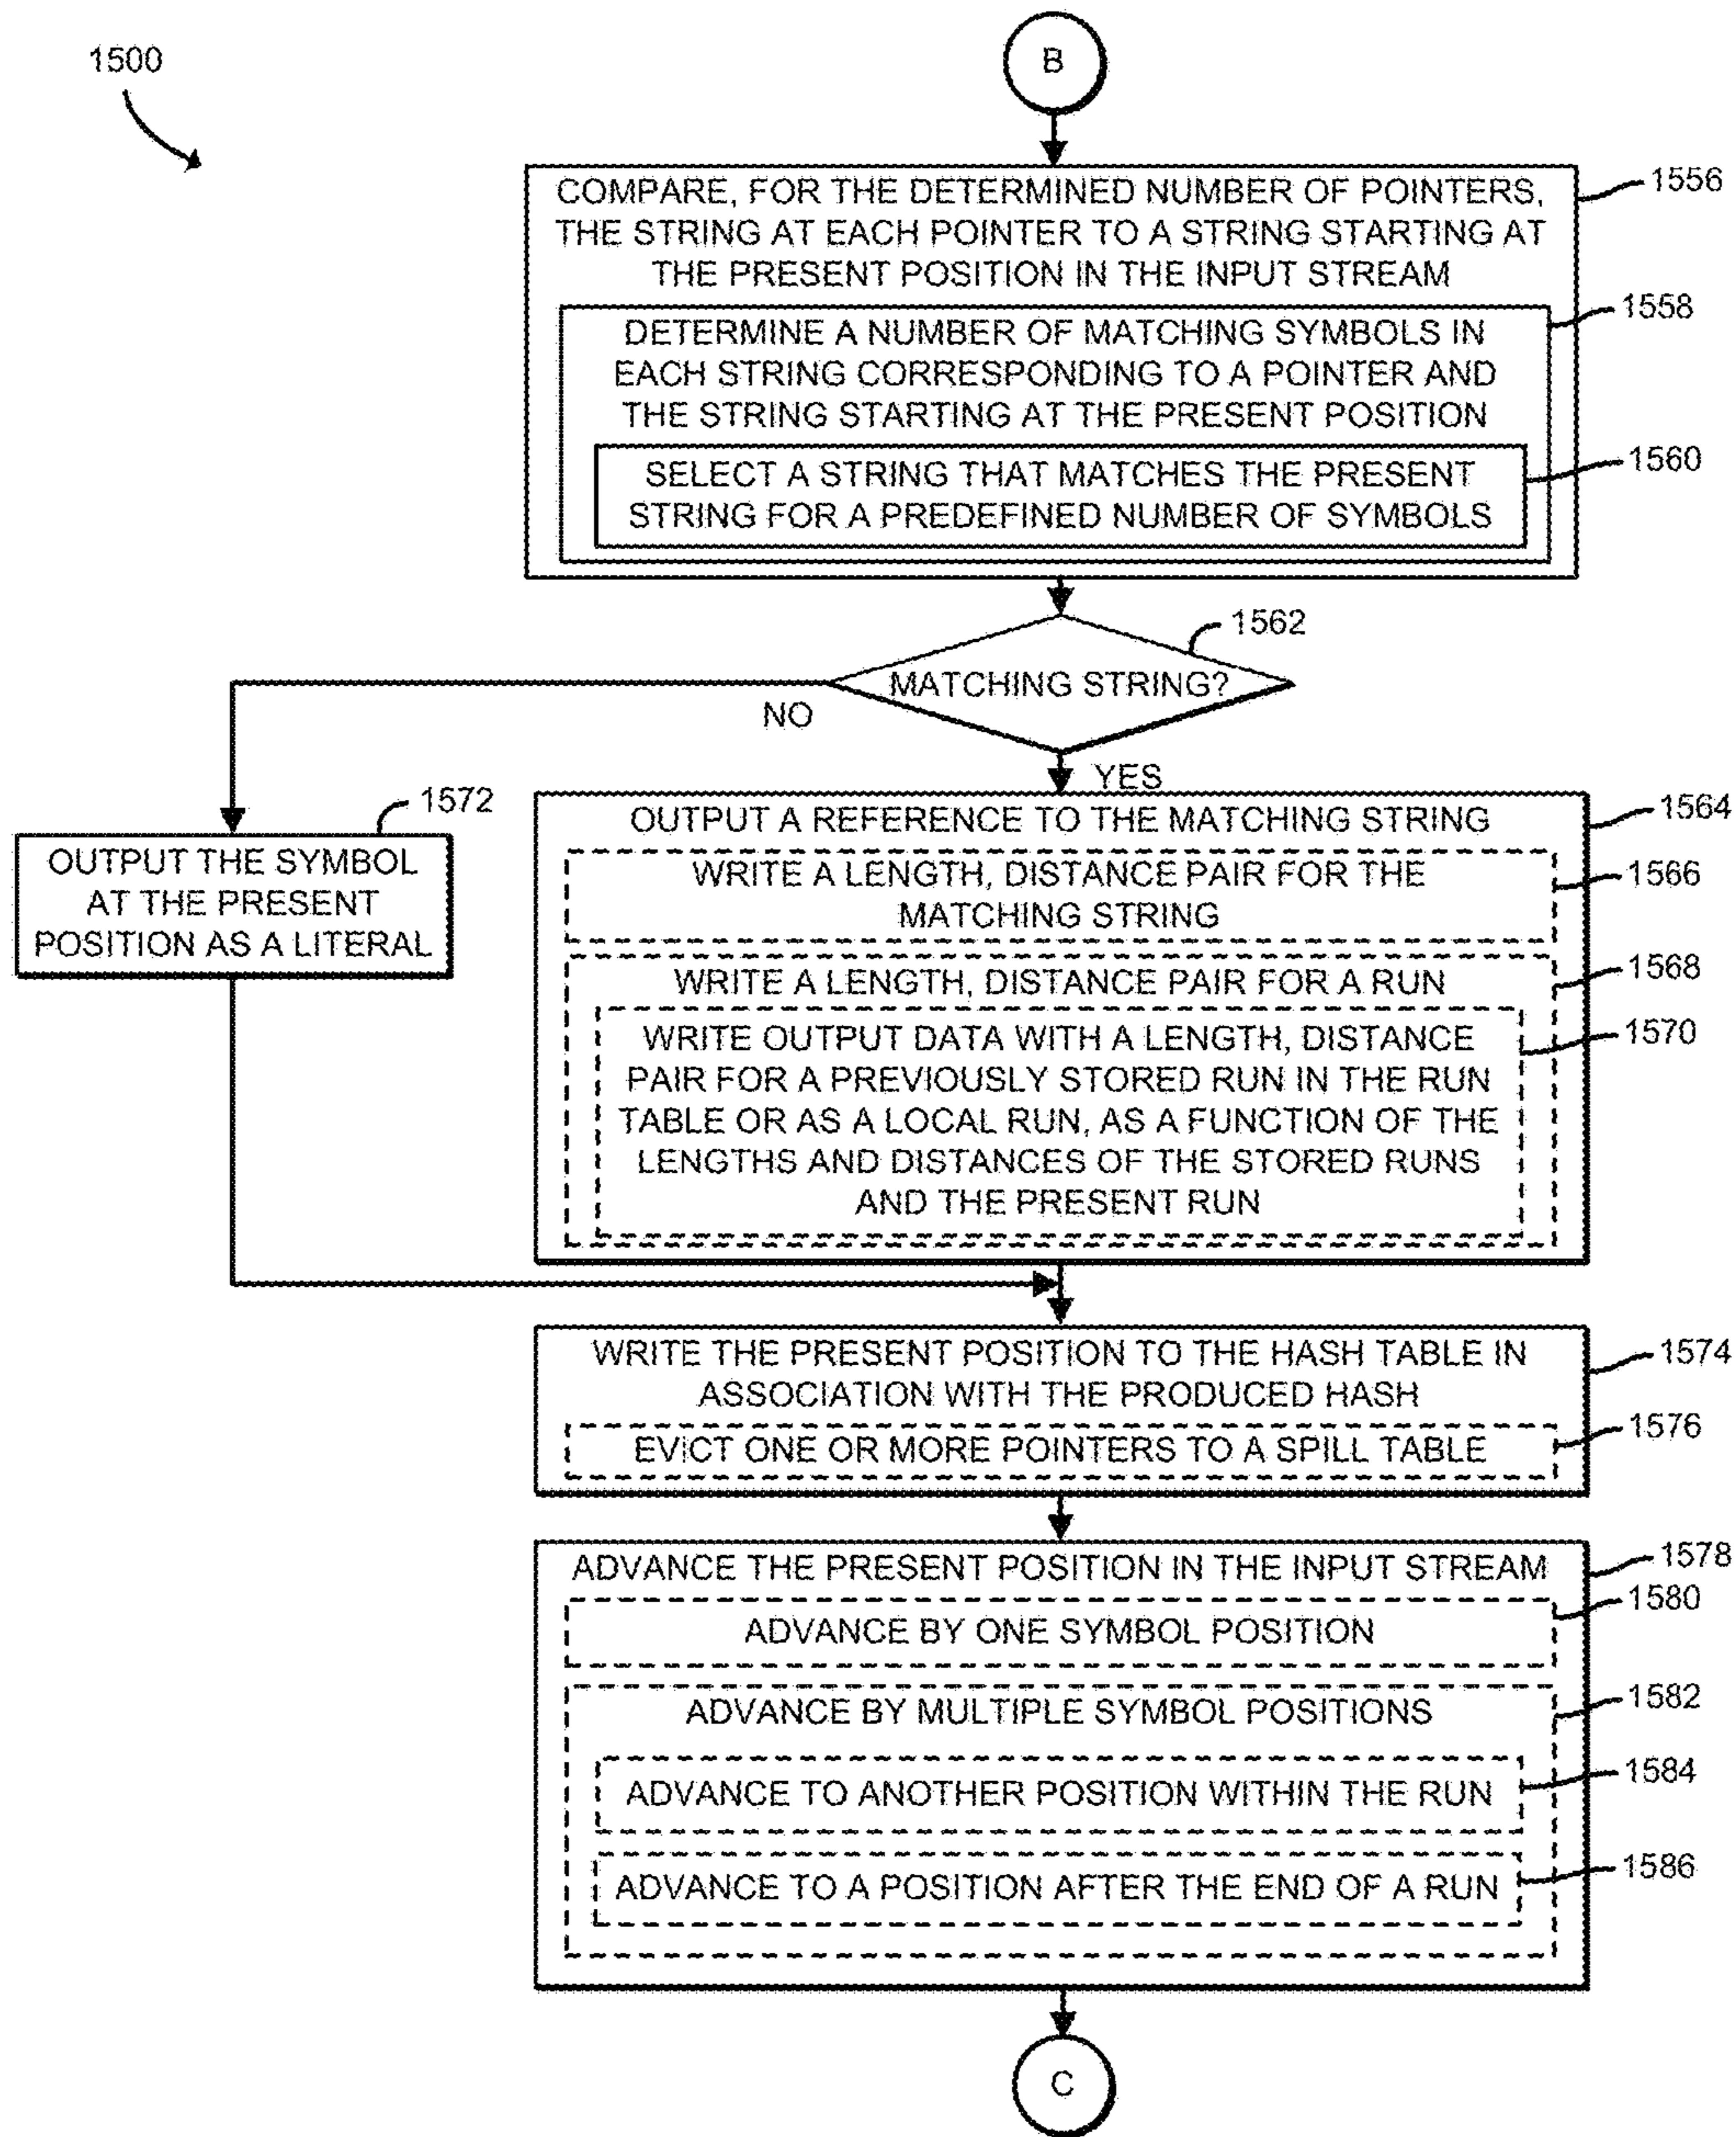 1500
B
COMPARE, FOR THE DETERMINED NUMBER OF POINTERS,
THE STRING AT EACH POINTER TO A STRING STARTING AT
THE PRESENT POSITION IN THE INPUT STREAM
1556
DETERMINE A NUMBER OF MATCHING SYMBOLS IN
EACH STRING CORRESPONDING TO A POINTER AND
THE STRING STARTING AT THE PRESENT POSITION
1558
SELECT A STRING THAT MATCHES THE PRESENT
STRING FOR A PREDEFINED NUMBER OF SYMBOLS
1560
MATCHING STRING?
1562
NO
YES
1572
OUTPUT THE SYMBOL
AT THE PRESENT
POSITION AS A LITERAL
OUTPUT A REFERENCE TO THE MATCHING STRING
1564
WRITE A LENGTH, DISTANCE PAIR FOR THE
MATCHING STRING
1566
WRITE A LENGTH, DISTANCE PAIR FOR A RUN
1568
WRITE OUTPUT DATA WITH A LENGTH, DISTANCE
PAIR FOR A PREVIOUSLY STORED RUN IN THE RUN
TABLE OR AS A LOCAL RUN, AS A FUNCTION OF THE
LENGTHS AND DISTANCES OF THE STORED RUNS
AND THE PRESENT RUN
1570
WRITE THE PRESENT POSITION TO THE HASH TABLE IN
ASSOCIATION WITH THE PRODUCED HASH
1574
EVICT ONE OR MORE POINTERS TO A SPILL TABLE
1576
ADVANCE THE PRESENT POSITION IN THE INPUT STREAM
1578
ADVANCE BY ONE SYMBOL POSITION
1580
ADVANCE BY MULTIPLE SYMBOL POSITIONS
1582
ADVANCE TO ANOTHER POSITION WITHIN THE RUN
1584
ADVANCE TO A POSITION AFTER THE END OF A RUN
1586
C